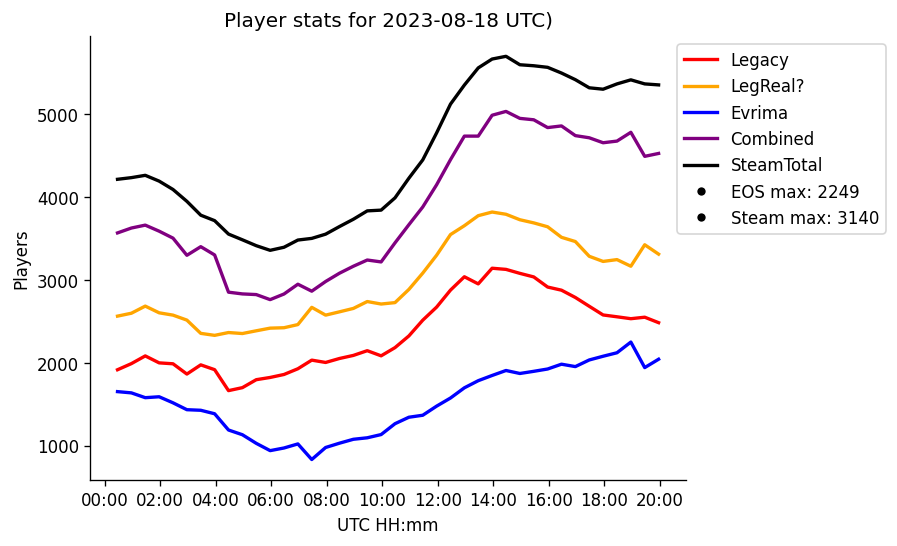 Player stats for 2023-08-18 UTC)
Legacy
LegReal?
Evrima
Combined
SteamTotal
EOS max: 2249
Steam max: 3140
Players
5000
4000
3000
2000
1000
00:00 02:00 04:00 06:00 08:00 10:00 12:00 14:00 16:00 18:00 20:00
UTC HH:mm